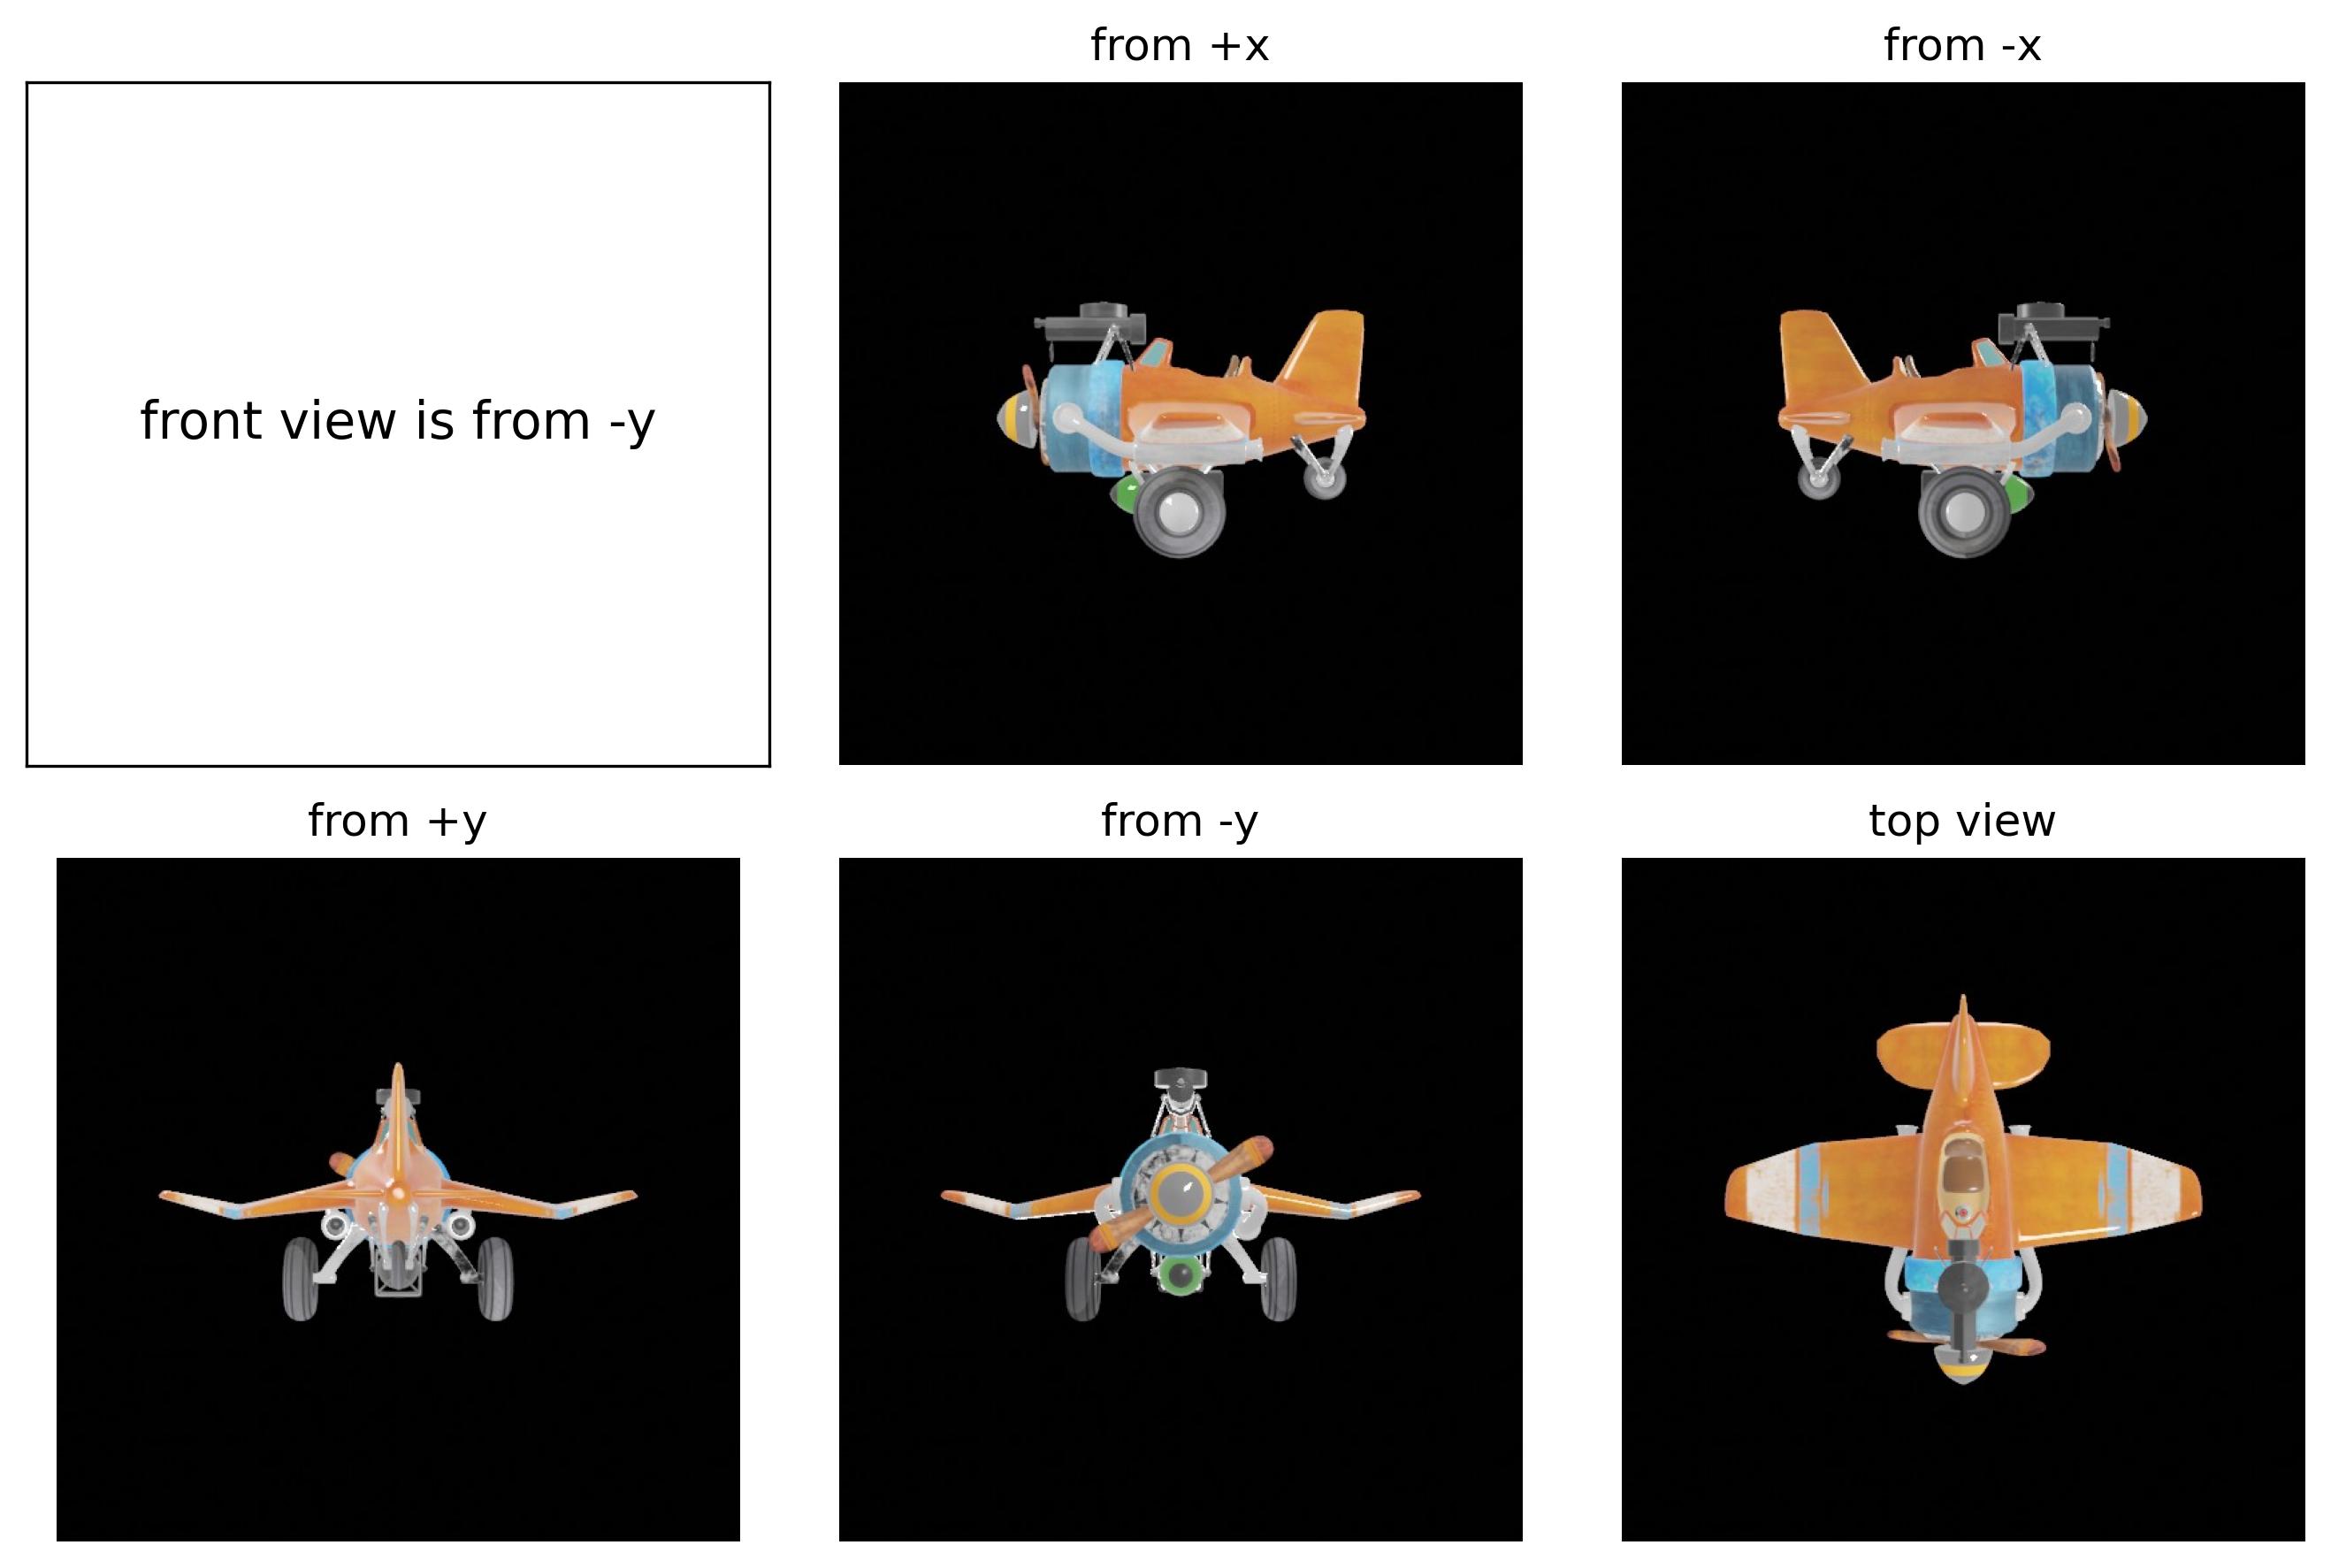 from +x
from -x
front view is from -y
from +y
from -y
top view